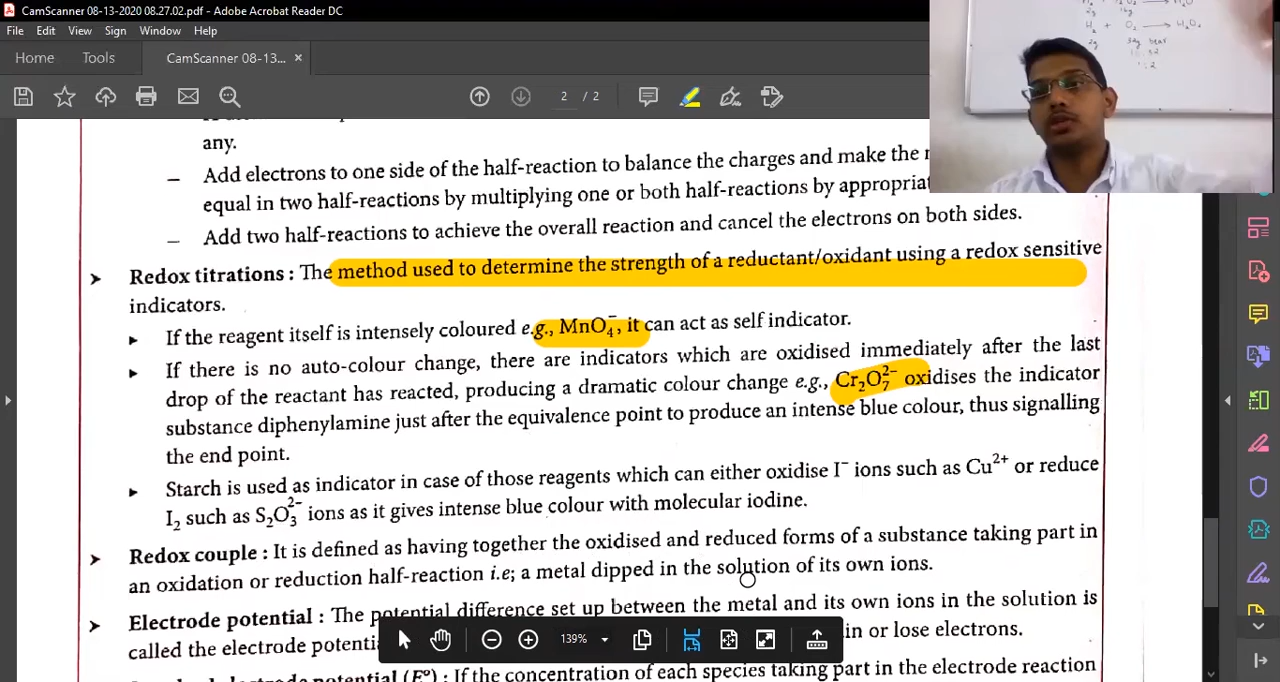 CamScanner 08-13-2020 08.27.02.pdf - Adobe Acrobat Reader DC
File Edit View Sign Window Help
Home Tools CamScanner 08-13... ×
2 / 2
any.
– Add electrons to one side of the half-reaction to balance the charges and make the
equal in two half-reactions by multiplying one or both half-reactions by
– Add two half-reactions to achieve the overall reaction and cancel the electrons on both sides.
➤ Redox titrations : The method used to determine the strength of a reductant/oxidant using a redox sensitive
indicators.
► If the reagent itself is intensely coloured e.g., MnO₄⁻, it can act as self indicator.
► If there is no auto-colour change, there are indicators which are oxidised immediately after the last
drop of the reactant has reacted, producing a dramatic colour change e.g., Cr₂O₇²⁻ oxidises the indicator
substance diphenylamine just after the equivalence point to produce an intense blue colour, thus signalling
the end point.
► Starch is used as indicator in case of those reagents which can either oxidise I⁻ ions such as Cu²⁺ or reduce
I₂ such as S₂O₃²⁻ ions as it gives intense blue colour with molecular iodine.
➤ Redox couple : It is defined as having together the oxidised and reduced forms of a substance taking part in
an oxidation or reduction half-reaction i.e; a metal dipped in the solution of its own ions.
➤ Electrode potential : The potential difference set up between the metal and its own ions in the solution is
called the electrode in or lose electrons.
139%
: If the concentration of each species taking part in the electrode reaction